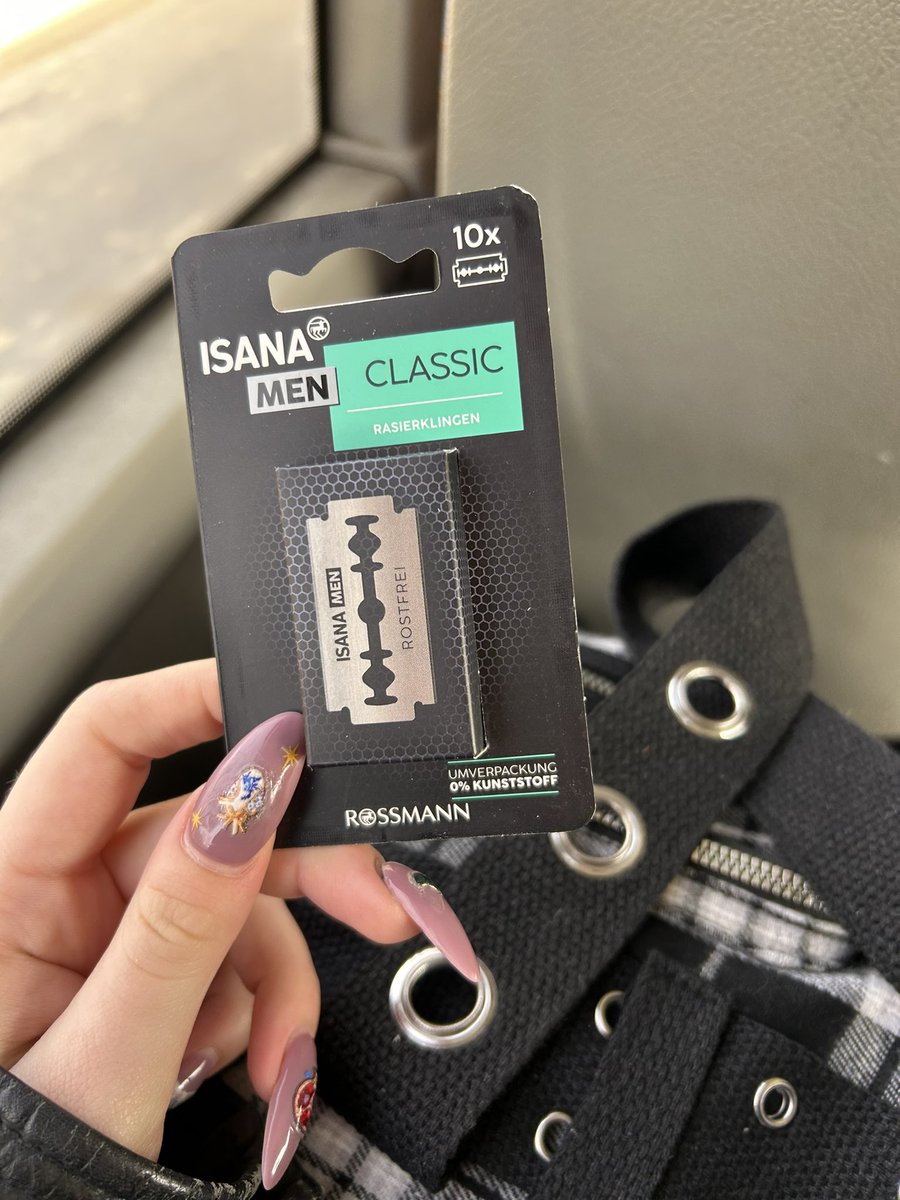 10x
ISANA
MEN
CLASSIC
RASIERKLINGEN
ISANA MEN
ROSTFREI
UMVERPACKUNG
0% KUNSTSTOFF
ROSSMANN